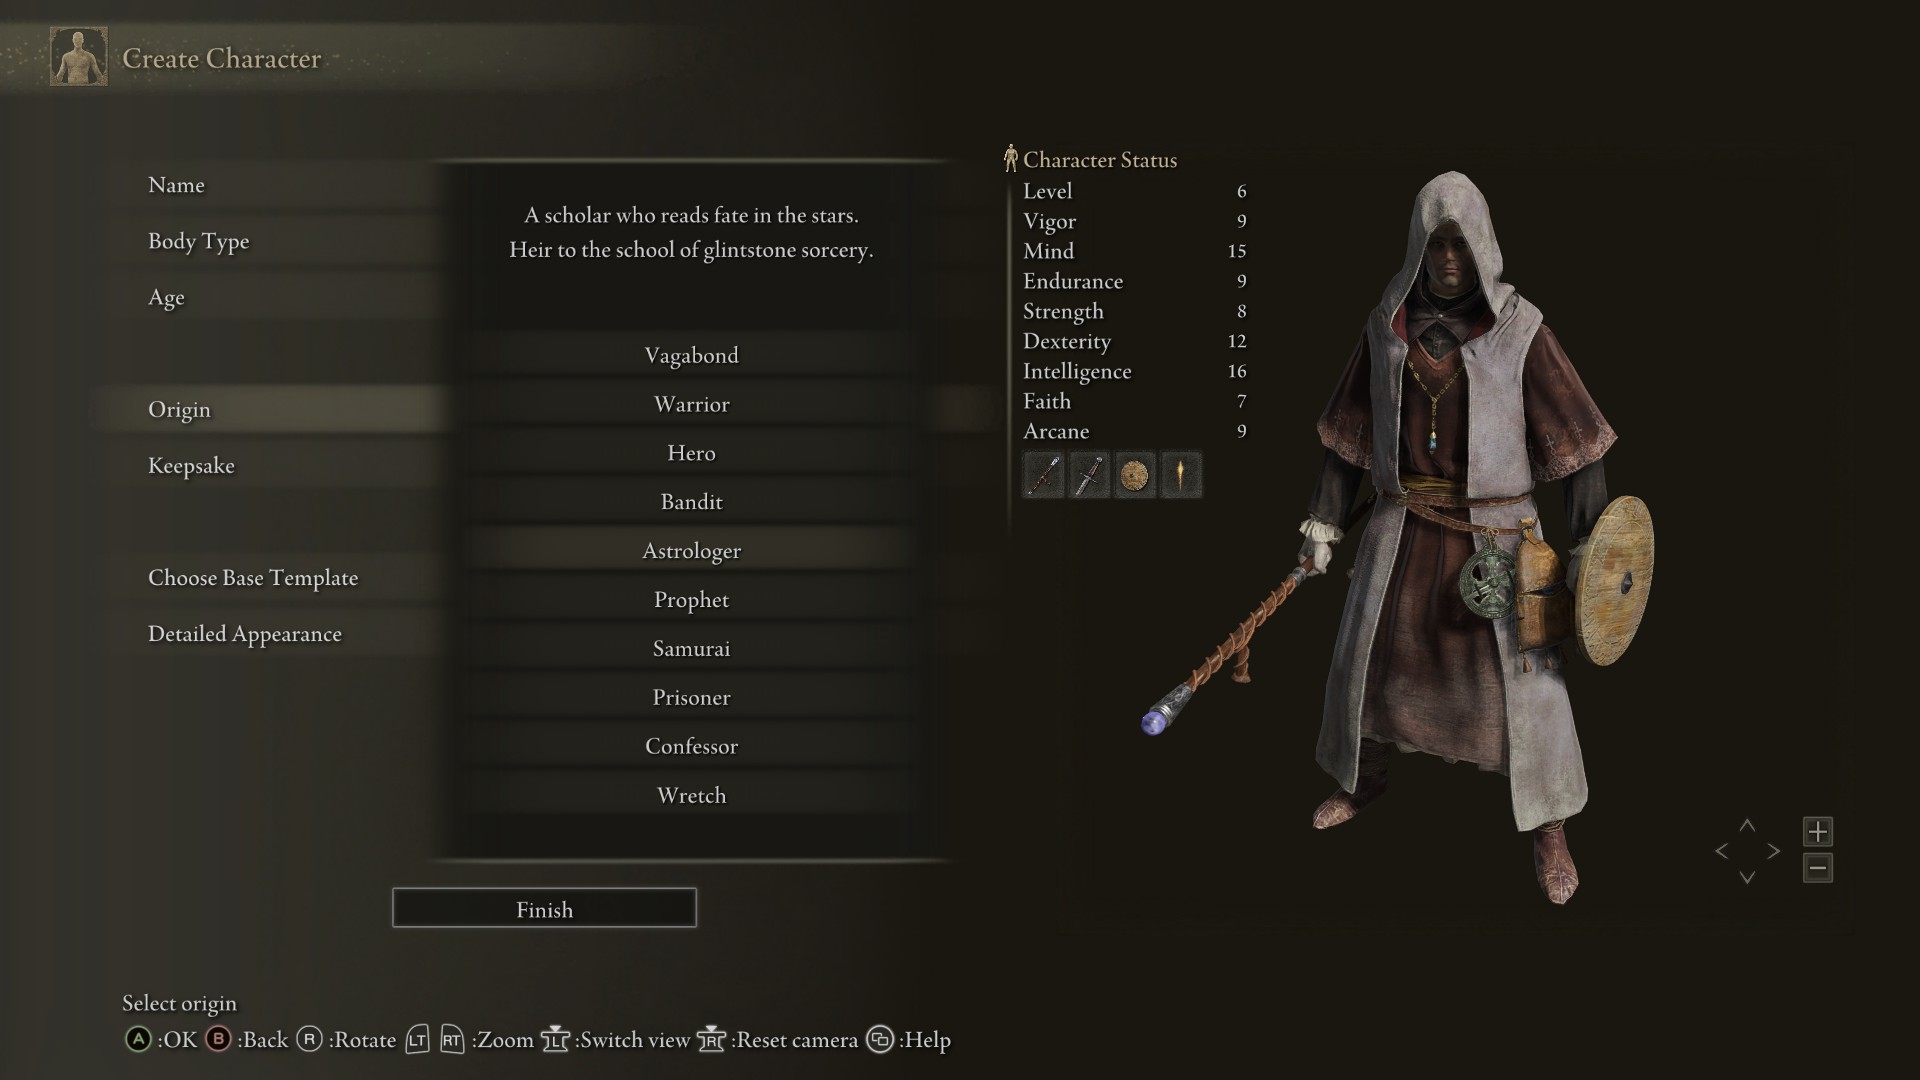 Create Character
Name
Body Type
Age
Origin
Keepsake
Choose Base Template
Detailed Appearance
A scholar who reads fate in the stars.
Heir to the school of glintstone sorcery.
Vagabond
Warrior
Hero
Bandit
Astrologer
Prophet
Samurai
Prisoner
Confessor
Wretch
Finish
Character Status
Level 6
Vigor 9
Mind 15
Endurance 9
Strength 8
Dexterity 12
Intelligence 16
Faith 7
Arcane 9
Select origin
A :OK B :Back R :Rotate LT RT :Zoom L :Switch view R :Reset camera :Help